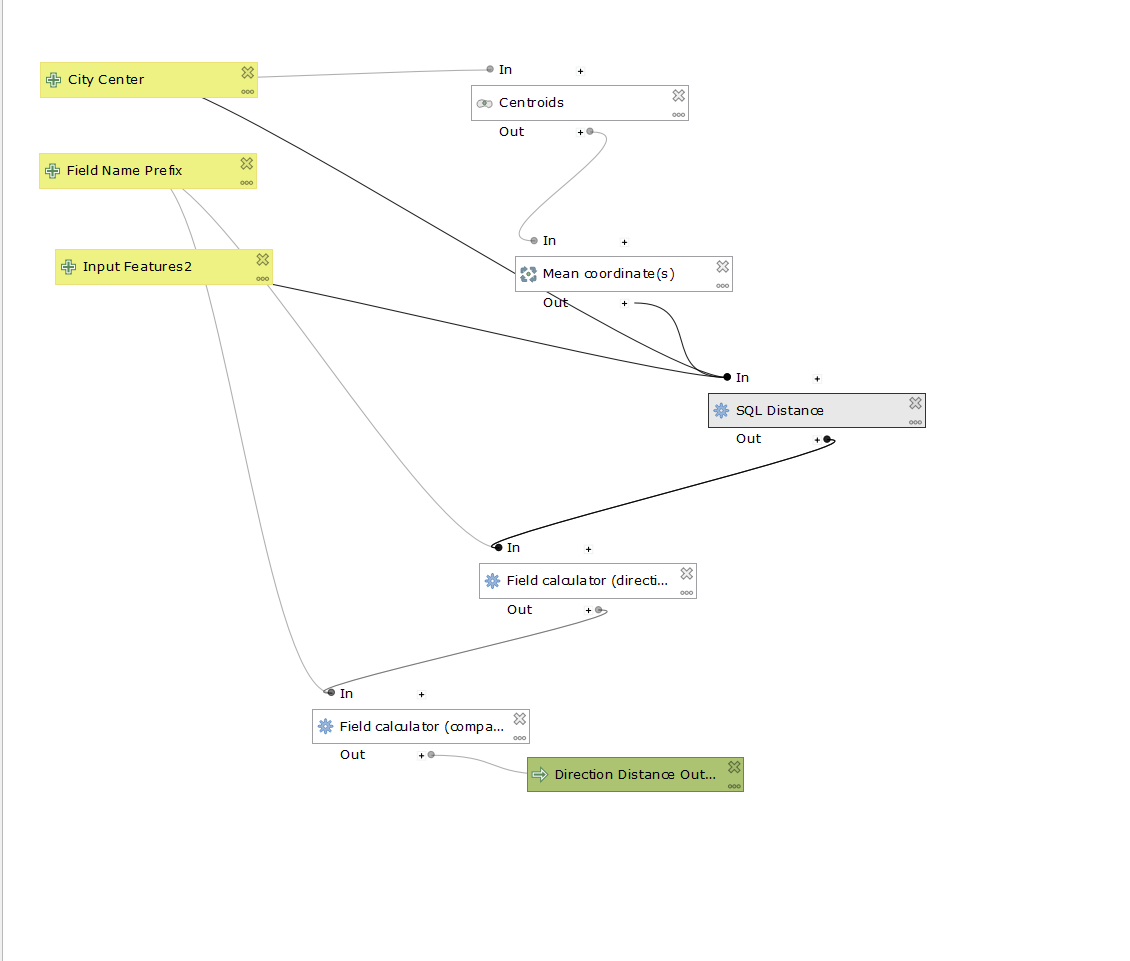 City Center
In
Centroids
Out
Field Name Prefix
In
Input Features2
Mean coordinate(s)
Out
In
SQL Distance
Out
In
Field calculator (directi...
Out
In
Field calculator (compa...
Out
Direction Distance Out...